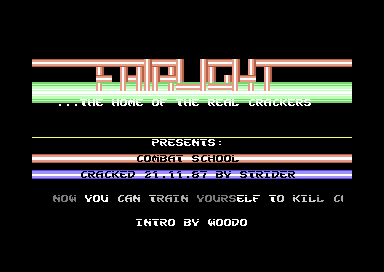 FAIRLIGHT
...THE HOME OF THE REAL CRACKERS
PRESENTS:
COMBAT SCHOOL
CRACKED 21.11.87 BY STRIDER
NOW YOU CAN TRAIN YOURSELF TO KILL
INTRO BY WOODO